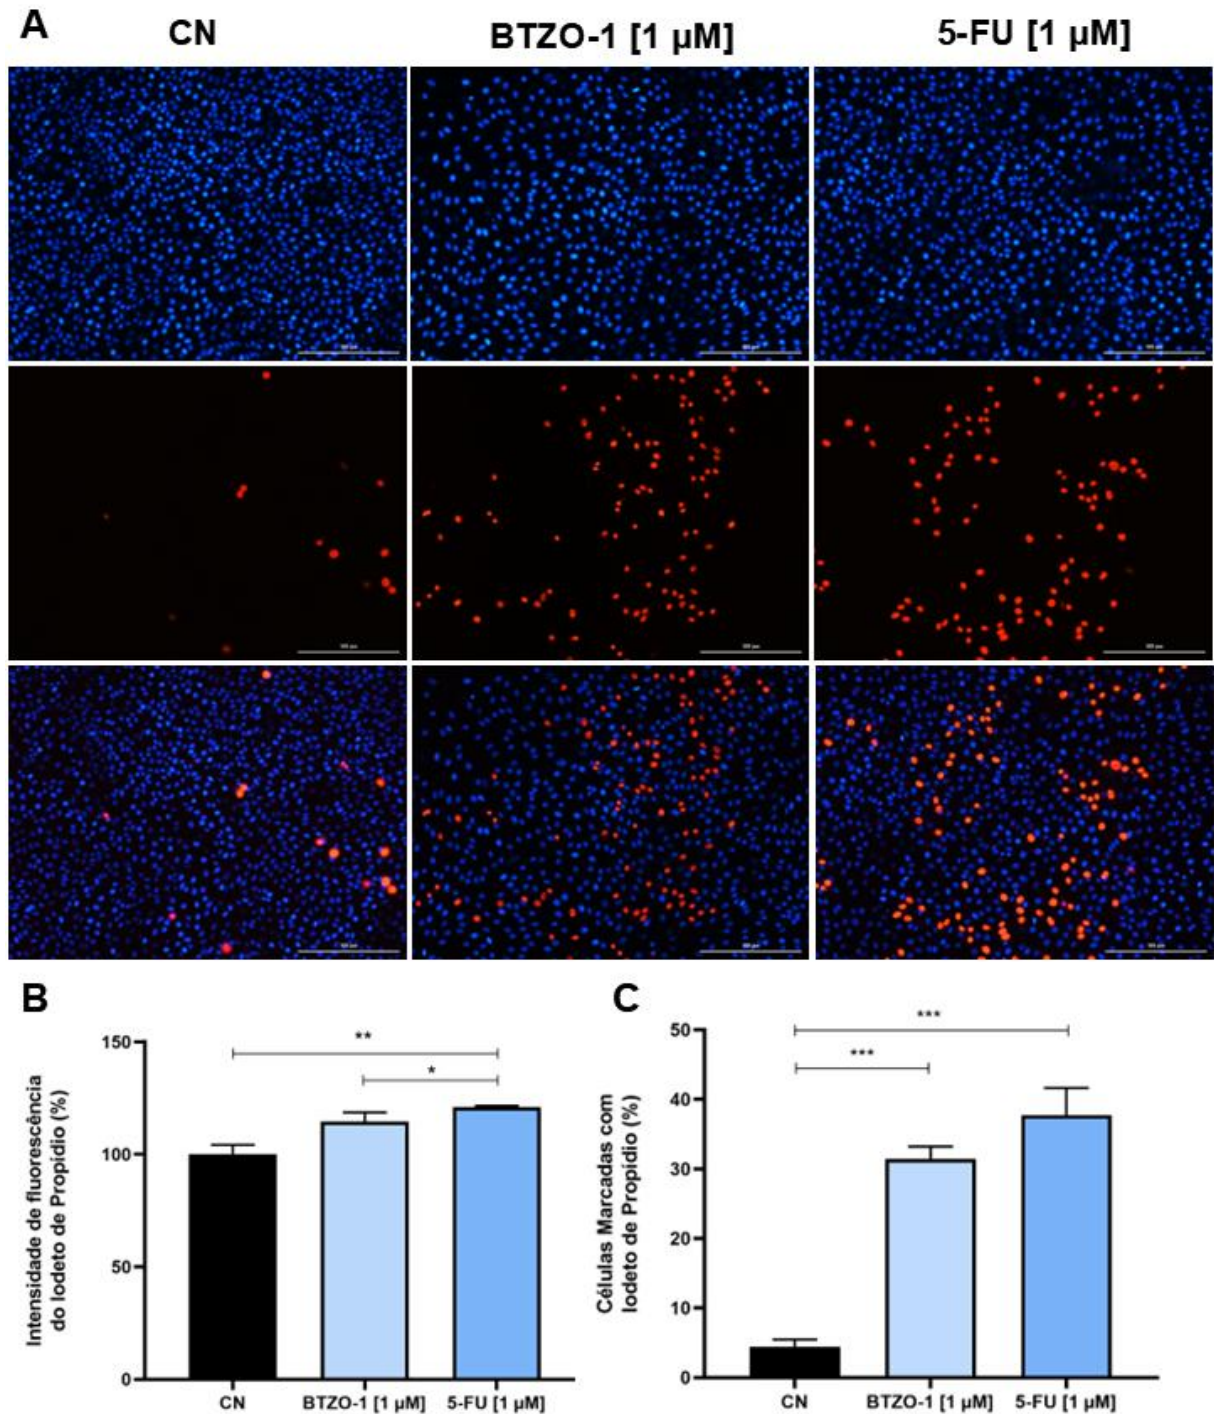 A
CN
BTZO-1 [1 µM]
5-FU [1 µM]
B
Intensidade de fluorescência
do Iodeto de Propídio (%)
150
100
50
0
**
*
CN
BTZO-1 [1 µM]
5-FU [1 µM]
C
Células Marcadas com
Iodeto de Propídio (%)
50
40
30
20
10
0
***
***
CN
BTZO-1 [1 µM]
5-FU [1 µM]